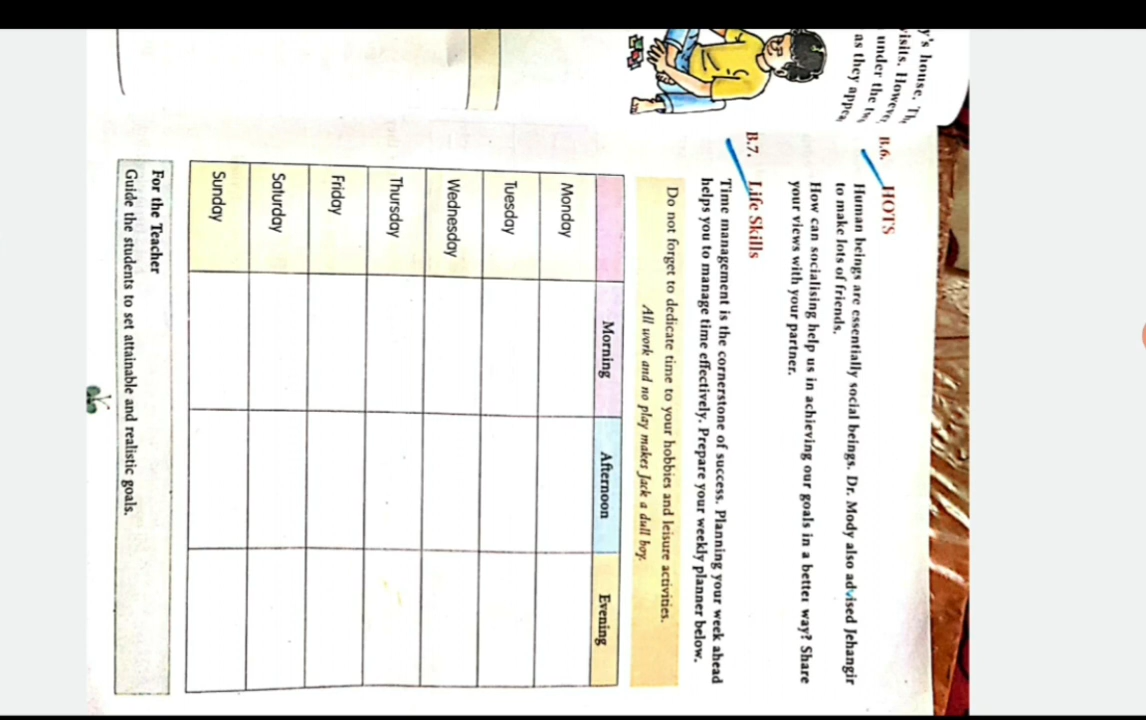 y's house. Th
visits. However,
under the tw
as they appea
B.6. HOTS
Human beings are essentially social beings. Dr. Mody also advised Jehangir
to make lots of friends.
How can socialising help us in achieving our goals in a better way? Share
your views with your partner.
B.7. Life Skills
Time management is the cornerstone of success. Planning your week ahead
helps you to manage time effectively. Prepare your weekly planner below.
Do not forget to dedicate time to your hobbies and leisure activities.
All work and no play makes Jack a dull boy.
Morning Afternoon Evening
Monday
Tuesday
Wednesday
Thursday
Friday
Saturday
Sunday
For the Teacher
Guide the students to set attainable and realistic goals.